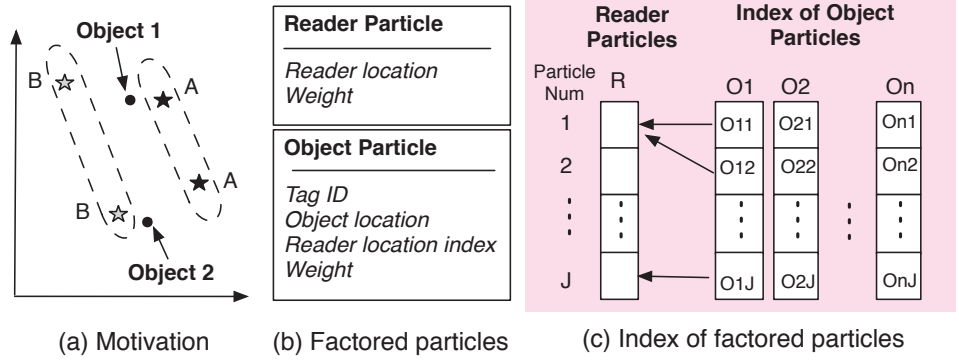 Object 1
B
A
A
B
Object 2
(a) Motivation
Reader Particle
Reader location
Weight
Object Particle
Tag ID
Object location
Reader location index
Weight
(b) Factored particles
Reader
Particles
Index of Object
Particles
Particle
Num
R
O1
O2
On
1
O11
O21
On1
2
O12
O22
On2
J
O1J
O2J
OnJ
(c) Index of factored particles